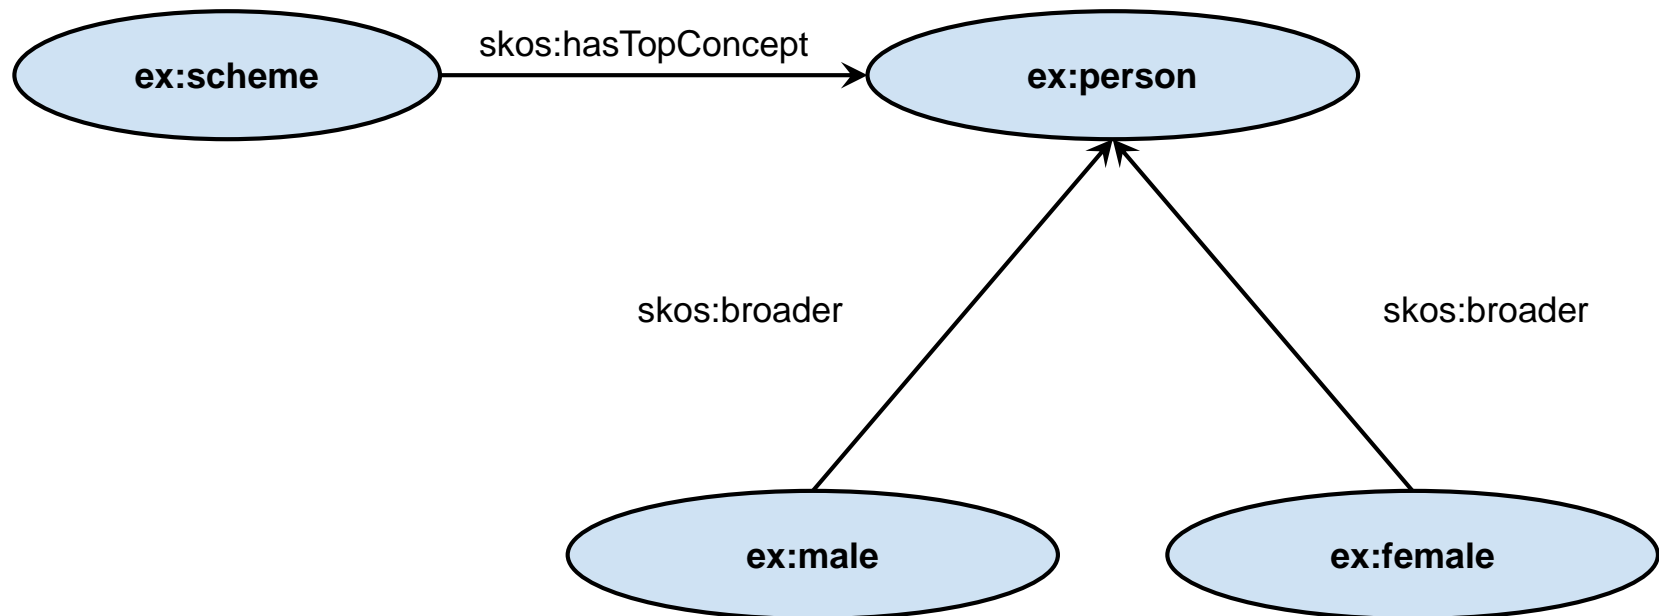 skos:hasTopConcept
ex:scheme
ex:person
skos:broader
skos:broader
ex:male
ex:female